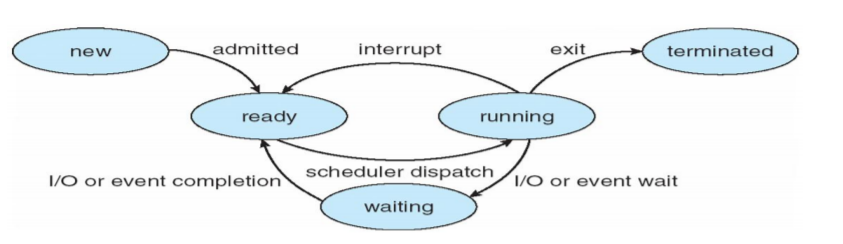 new
admitted
interrupt
exit
terminated
ready
running
scheduler dispatch
I/O or event completion
I/O or event wait
waiting